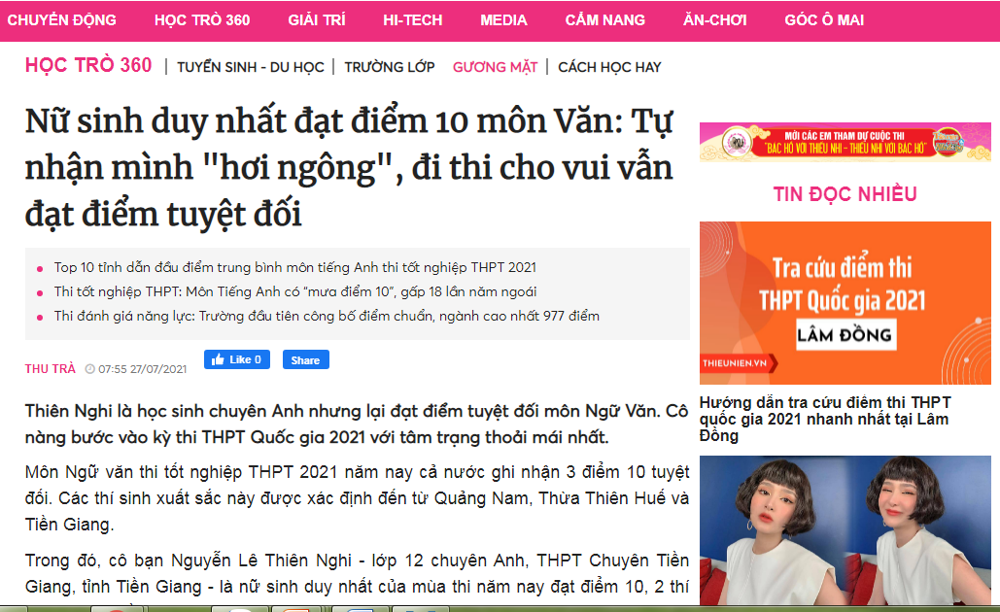 CHUYỂN ĐỘNG HỌC TRÒ 360 GIẢI TRÍ HI-TECH MEDIA CẨM NANG ĂN-CHƠI GÓC Ô MAI
HỌC TRÒ 360 | TUYỂN SINH - DU HỌC | TRƯỜNG LỚP GƯƠNG MẶT | CÁCH HỌC HAY
Nữ sinh duy nhất đạt điểm 10 môn Văn: Tự
nhận mình "hơi ngông", đi thi cho vui vẫn
đạt điểm tuyệt đối
Top 10 tỉnh dẫn đầu điểm trung bình môn tiếng Anh thi tốt nghiệp THPT 2021
Thi tốt nghiệp THPT: Môn Tiếng Anh có “mưa điểm 10”, gấp 18 lần năm ngoái
Thi đánh giá năng lực: Trường đầu tiên công bố điểm chuẩn, ngành cao nhất 977 điểm
THU TRÀ 07:55 27/07/2021 Like 0 Share
Thiên Nghi là học sinh chuyên Anh nhưng lại đạt điểm tuyệt đối môn Ngữ Văn. Cô
nàng bước vào kỳ thi THPT Quốc gia 2021 với tâm trạng thoải mái nhất.
Môn Ngữ văn thi tốt nghiệp THPT 2021 năm nay cả nước ghi nhận 3 điểm 10 tuyệt
đối. Các thí sinh xuất sắc này được xác định đến từ Quảng Nam, Thừa Thiên Huế và
Tiền Giang.
Trong đó, cô bạn Nguyễn Lê Thiên Nghi - lớp 12 chuyên Anh, THPT Chuyên Tiền
Giang, tỉnh Tiền Giang - là nữ sinh duy nhất của mùa thi năm nay đạt điểm 10, 2 thí
MỜI CÁC EM THAM DỰ CUỘC THI
"BÁC HỒ VỚI THIẾU NHI - THIẾU NHI VỚI BÁC HỒ"
TIN ĐỌC NHIỀU
Tra cứu điểm thi
THPT Quốc gia 2021
LÂM ĐỒNG
THIEUNIEN.VN
Hướng dẫn tra cứu điểm thi THPT
quốc gia 2021 nhanh nhất tại Lâm
Đồng